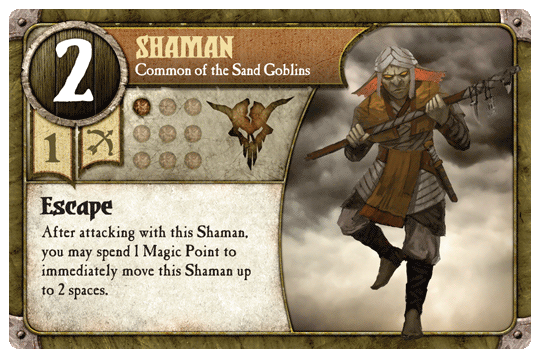 2
SHAMAN
Common of the Sand Goblins
1
Escape
After attacking with this Shaman,
you may spend 1 Magic Point to
immediately move this Shaman up
to 2 spaces.